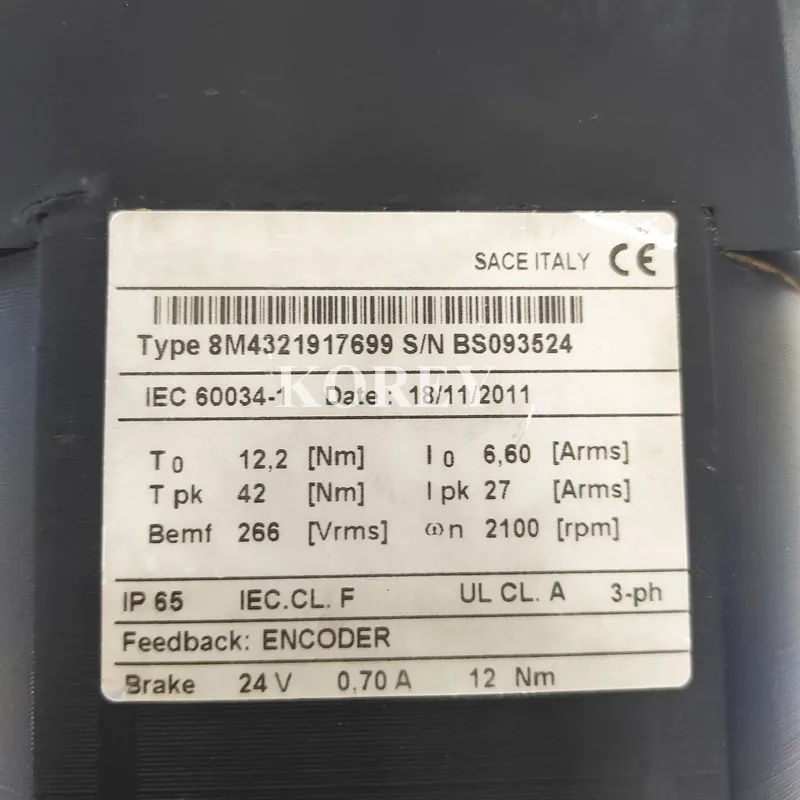 SACE ITALY CE
Type 8M4321917699 S/N BS093524
KOREY
IEC 60034-1 Date : 18/11/2011
T0 12,2 [Nm] I0 6,60 [Arms]
Tpk 42 [Nm] Ipk 27 [Arms]
Bemf 266 [Vrms] ωn 2100 [rpm]
IP 65 IEC.CL. F UL CL. A 3-ph
Feedback: ENCODER
Brake 24 V 0,70 A 12 Nm